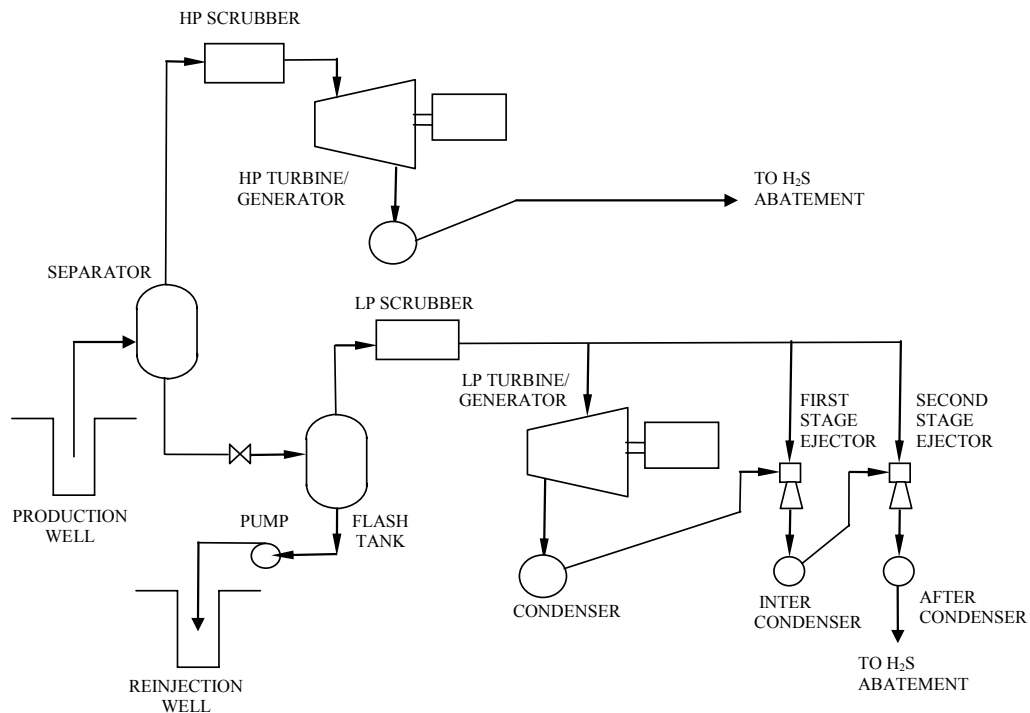 HP SCRUBBER
HP TURBINE/
GENERATOR
TO H₂S
ABATEMENT
SEPARATOR
LP SCRUBBER
LP TURBINE/
GENERATOR
FIRST
STAGE
EJECTOR
SECOND
STAGE
EJECTOR
PRODUCTION
WELL
PUMP
FLASH
TANK
CONDENSER
INTER
CONDENSER
AFTER
CONDENSER
REINJECTION
WELL
TO H₂S
ABATEMENT